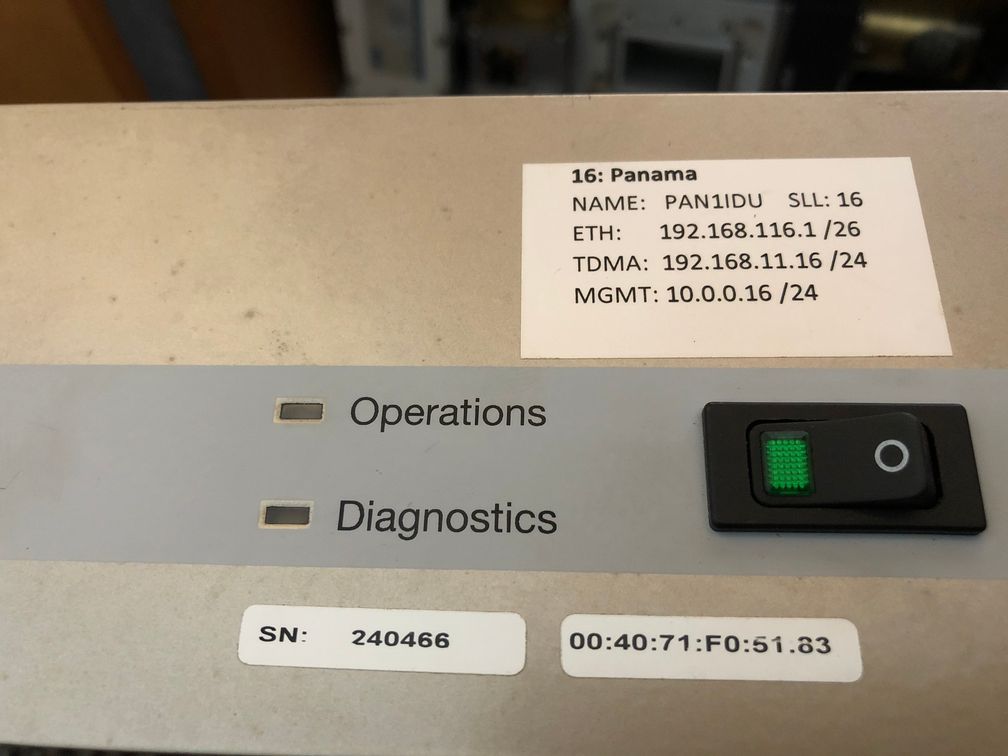 16: Panama
NAME: PAN1IDU SLL: 16
ETH: 192.168.116.1 /26
TDMA: 192.168.11.16 /24
MGMT: 10.0.0.16 /24
Operations
Diagnostics
SN: 240466
00:40:71:F0:51.83